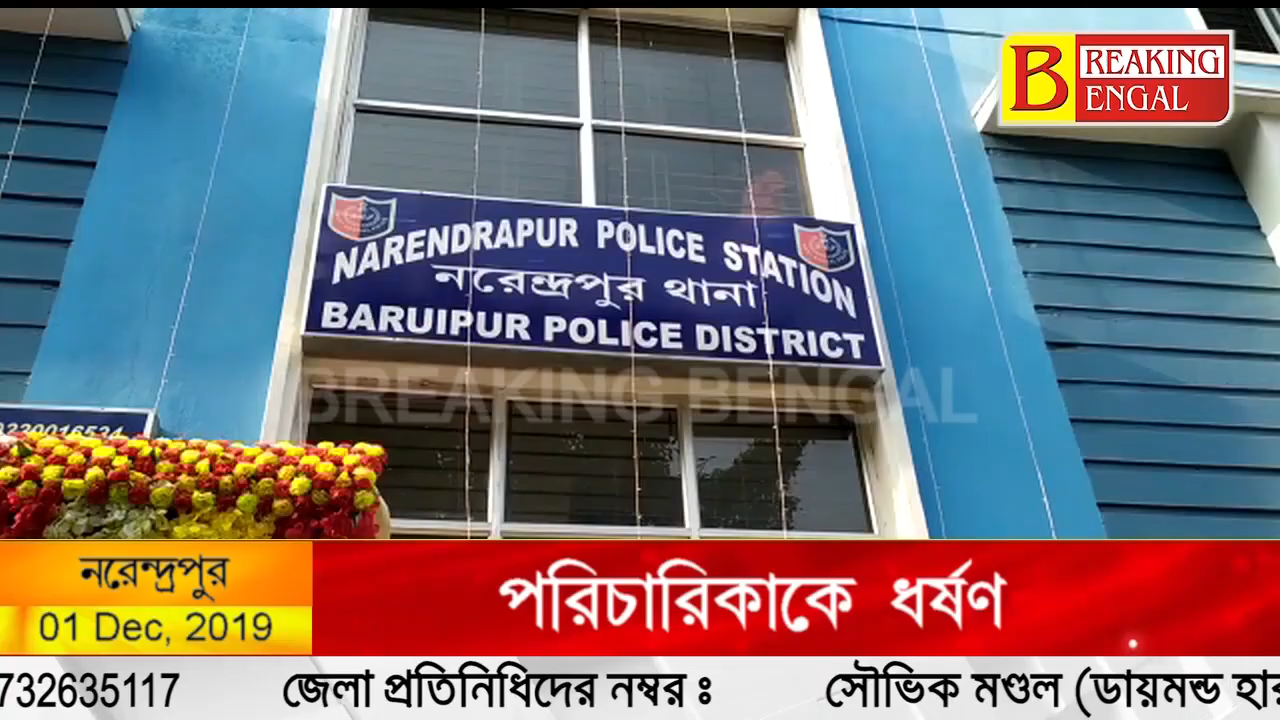 BREAKING
BENGAL
NARENDRAPUR POLICE STATION
নরেন্দ্রপুর থানা
BARUIPUR POLICE DISTRICT
BREAKING BENGAL
9220016534
নরেন্দ্রপুর
01 Dec, 2019
পরিচারিকাকে ধর্ষণ
732635117 জেলা প্রতিনিধিদের নম্বর ঃ সৌভিক মণ্ডল (ডায়মন্ড হার